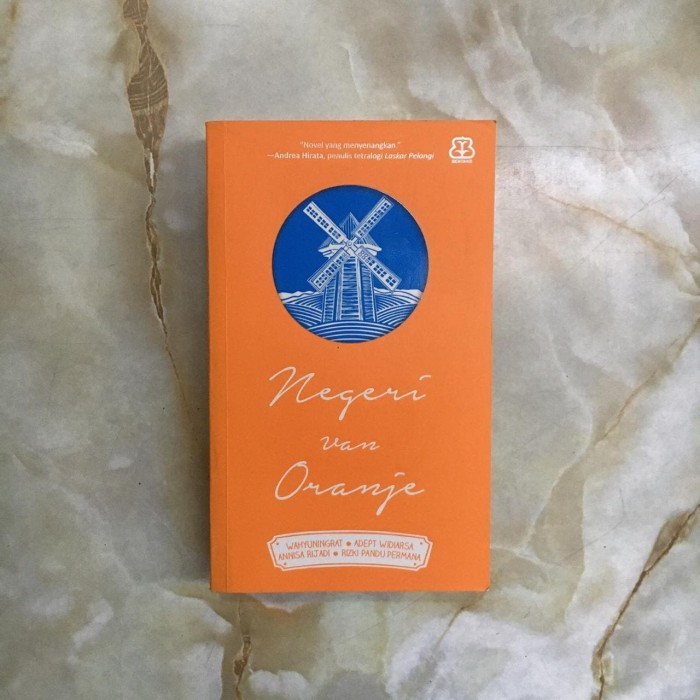 "Novel yang menyenangkan."
—Andrea Hirata, penulis tetralogi Laskar Pelangi
Negeri
van
Oranje
WAHYUNINGRAT ★ ADEPT WIDIARSA
ANNISA RIJADI ★ RIZKI PANDU PERMANA